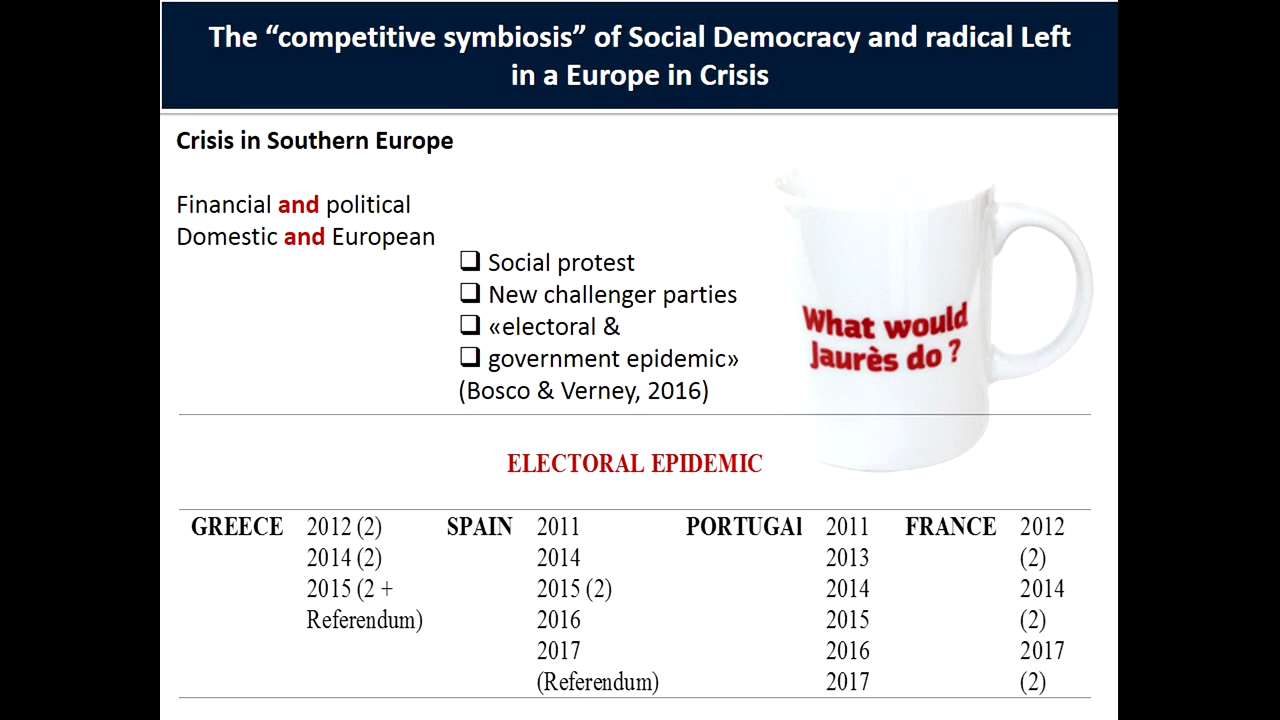 The “competitive symbiosis” of Social Democracy and radical Left
in a Europe in Crisis
Crisis in Southern Europe
Financial and political
Domestic and European
❑ Social protest
❑ New challenger parties
❑ «electoral &
❑ government epidemic»
(Bosco & Verney, 2016)
What would
Jaurès do ?
ELECTORAL EPIDEMIC
GREECE 2012 (2) SPAIN 2011 PORTUGAl 2011 FRANCE 2012
2014 (2) 2014 2013 (2)
2015 (2 + 2015 (2) 2014 2014
Referendum) 2016 2015 (2)
2017 2016 2017
(Referendum) 2017 (2)